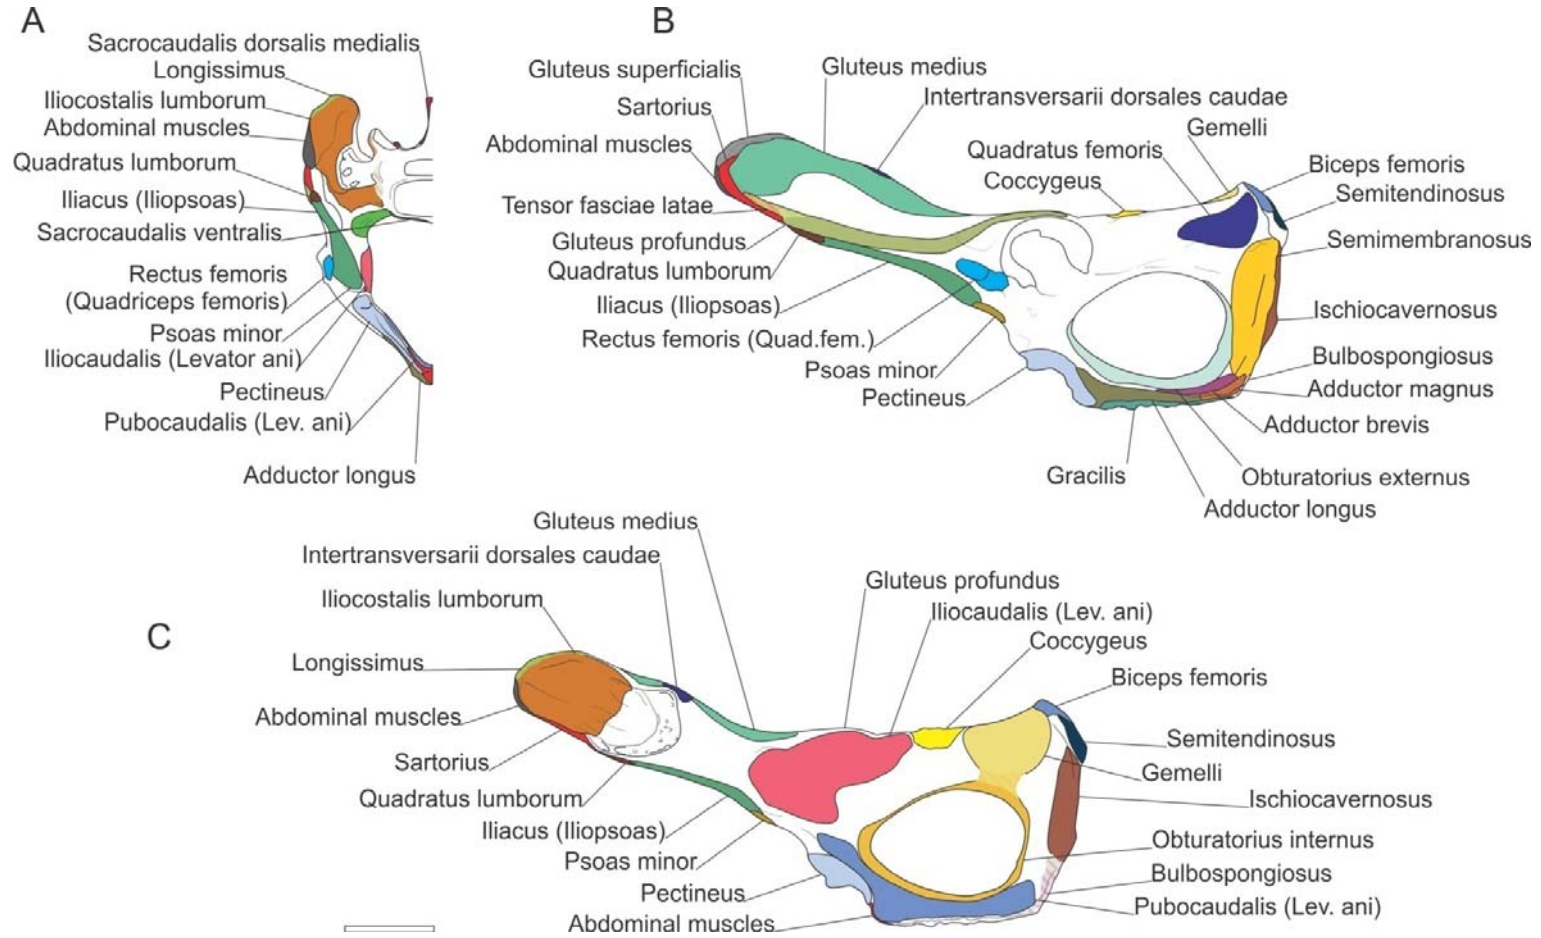 A
Sacrocaudalis dorsalis medialis
Longissimus
Iliocostalis lumborum
Abdominal muscles
Quadratus lumborum
Iliacus (Iliopsoas)
Sacrocaudalis ventralis
Rectus femoris
(Quadriceps femoris)
Psoas minor
Iliocaudalis (Levator ani)
Pectineus
Pubocaudalis (Lev. ani)
Adductor longus
B
Gluteus superficialis
Gluteus medius
Sartorius
Intertransversarii dorsales caudae
Abdominal muscles
Gemelli
Quadratus femoris
Biceps femoris
Coccygeus
Semitendinosus
Tensor fasciae latae
Gluteus profundus
Semimembranosus
Quadratus lumborum
Iliacus (Iliopsoas)
Ischiocavernosus
Rectus femoris (Quad.fem.)
Psoas minor
Bulbospongiosus
Pectineus
Adductor magnus
Adductor brevis
Gracilis
Obturatorius externus
Adductor longus
C
Gluteus medius
Intertransversarii dorsales caudae
Iliocostalis lumborum
Gluteus profundus
Iliocaudalis (Lev. ani)
Coccygeus
Longissimus
Biceps femoris
Abdominal muscles
Sartorius
Semitendinosus
Gemelli
Quadratus lumborum
Ischiocavernosus
Iliacus (Iliopsoas)
Obturatorius internus
Psoas minor
Bulbospongiosus
Pectineus
Pubocaudalis (Lev. ani)
Abdominal muscles